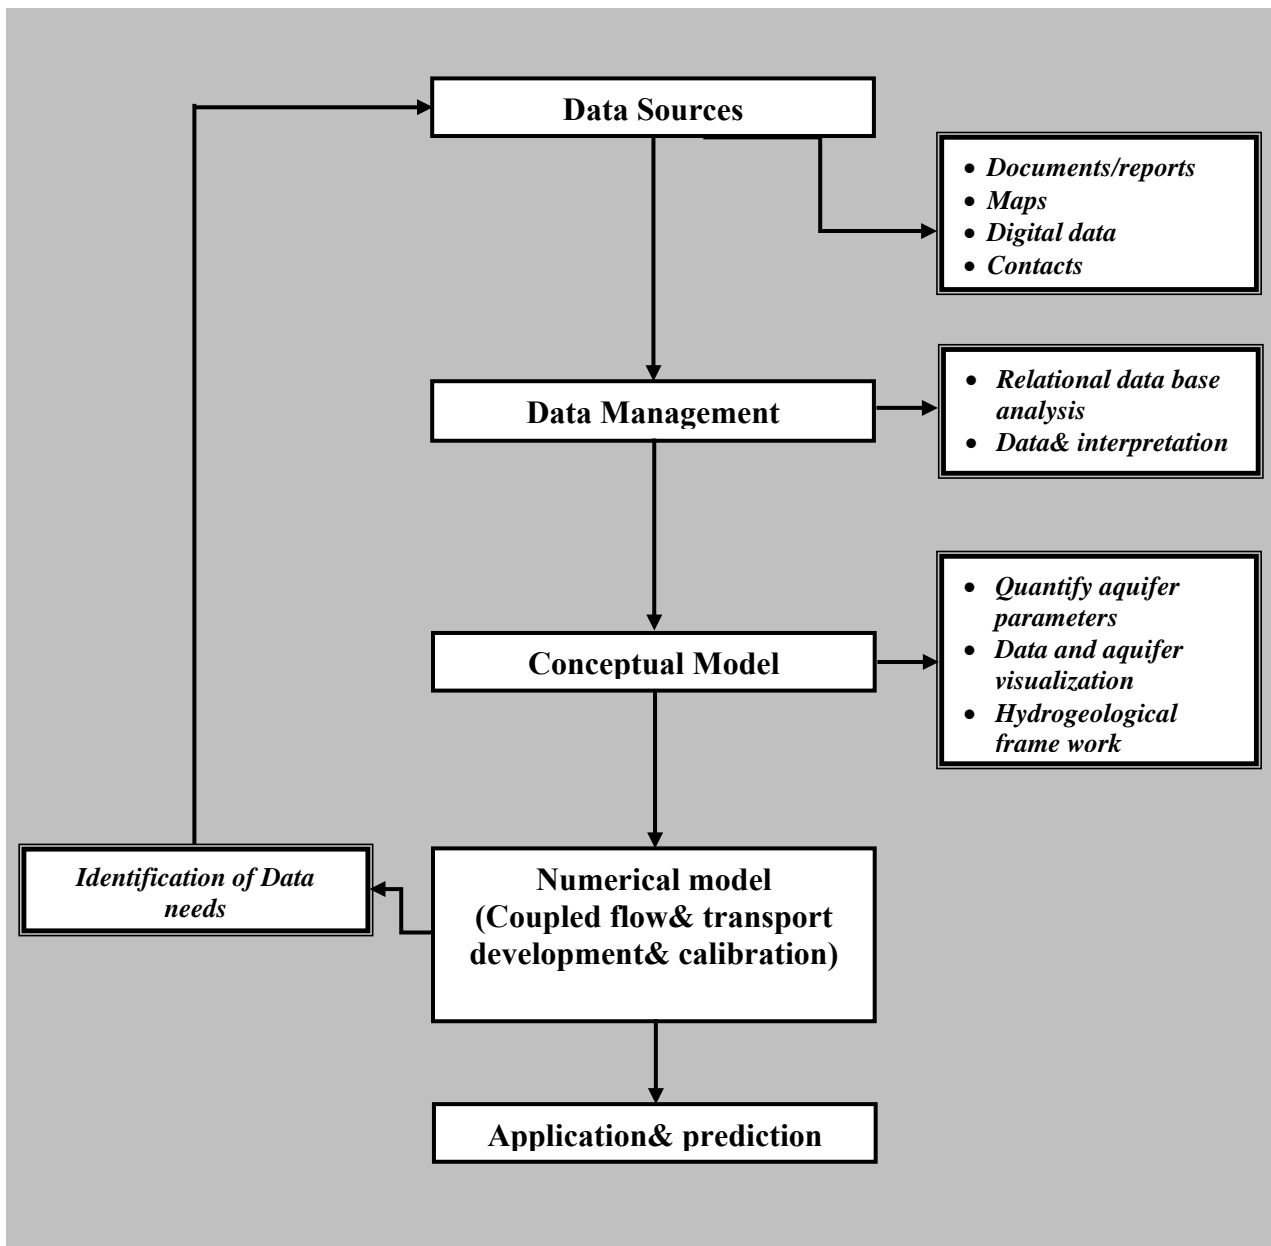 Data Sources
• Documents/reports
• Maps
• Digital data
• Contacts
Data Management
• Relational data base
analysis
• Data& interpretation
Conceptual Model
• Quantify aquifer
parameters
• Data and aquifer
visualization
• Hydrogeological
frame work
Identification of Data
needs
Numerical model
(Coupled flow& transport
development& calibration)
Application& prediction